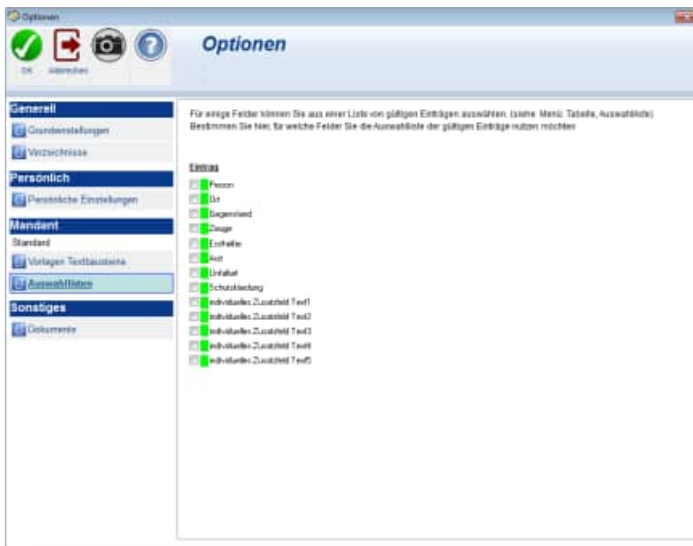 Optionen
OK Abbrechen
Optionen
Generell
Grundeinstellungen
Verzeichnisse
Persönlich
Persönliche Einstellungen
Mandant
Standard
Vorlagen Textbausteine
Auswahllisten
Sonstiges
Dokumente
Für einige Felder können Sie aus einer Liste von gültigen Einträgen auswählen. (siehe Menü: Tabelle, Auswahlliste)
Bestimmen Sie hier, für welche Felder Sie die Auswahlliste der gültigen Einträge nutzen möchten
Eintrag
Person
Ort
Gegenstand
Zeuge
Ersthelfer
Arzt
Unfallart
Schutzkleidung
individuelles Zusatzfeld Text1
individuelles Zusatzfeld Text2
individuelles Zusatzfeld Text3
individuelles Zusatzfeld Text4
individuelles Zusatzfeld Text5